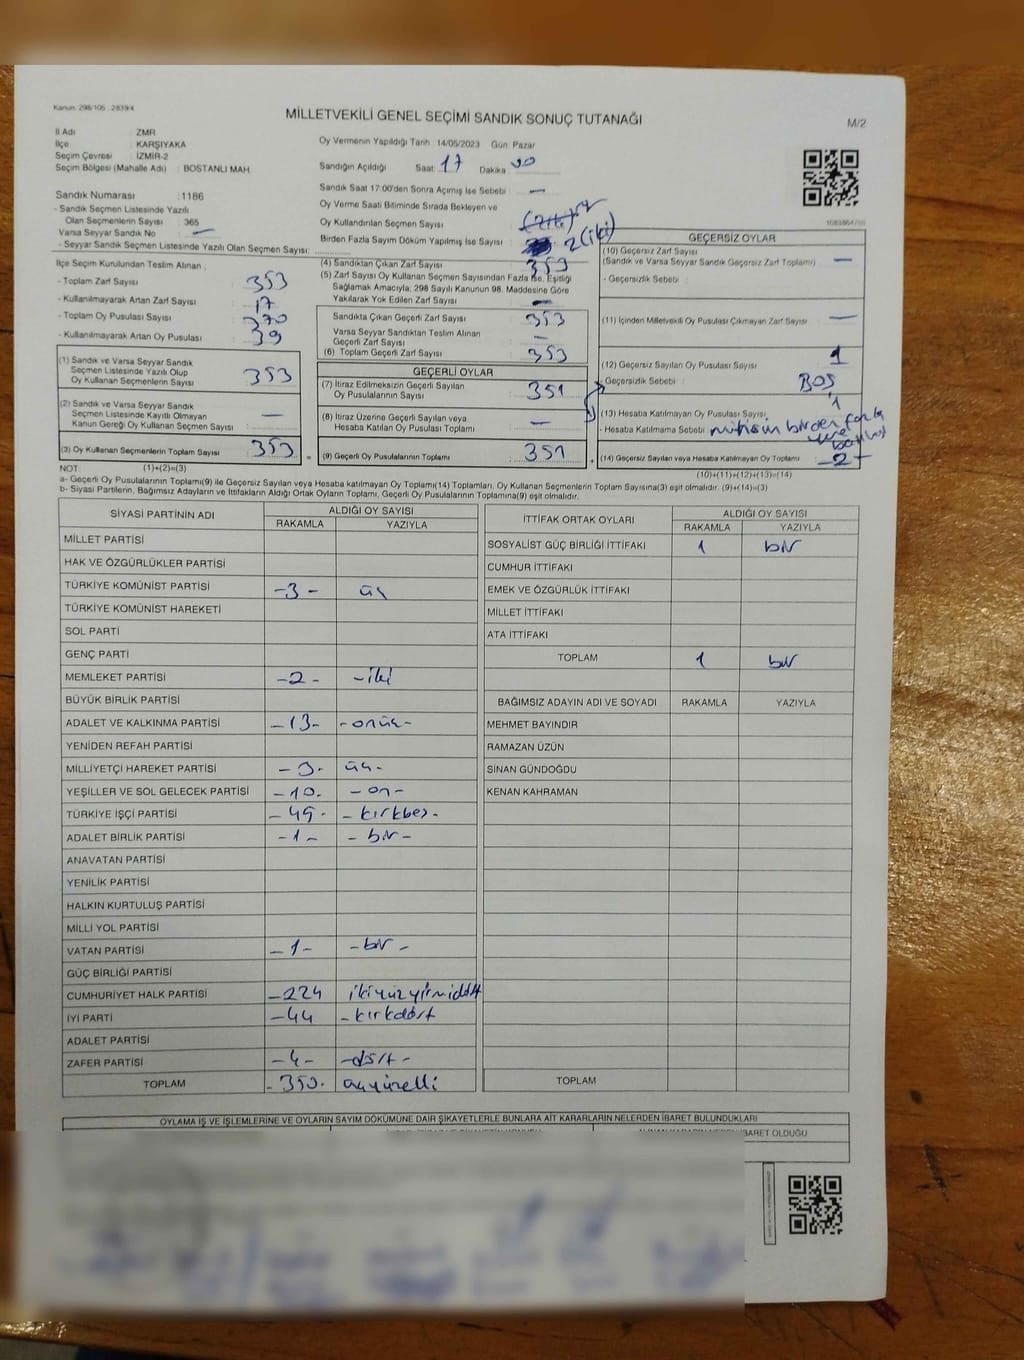 Kanun: 298/105 , 2839/4
MİLLETVEKİLİ GENEL SEÇİMİ SANDIK SONUÇ TUTANAĞI
M/2
İl Adı : ZMR
İlçe : KARŞIYAKA
Seçim Çevresi : İZMİR-2
Seçim Bölgesi (Mahalle Adı) : BOSTANLI MAH.
Oy Vermenin Yapıldığı Tarih 14/05/2023 Gün Pazar
Sandığın Açıldığı Saat: 17 Dakika 00
Sandık Saat 17:00'den Sonra Açımış İse Sebebi : —
Sandık Numarası : 1186
- Sandık Seçmen Listesinde Yazılı
Olan Seçmenlerin Sayısı : 365
Varsa Seyyar Sandık No —
- Seyyar Sandık Seçmen Listesinde Yazılı Olan Seçmen Sayısı:
Oy Verme Saati Bitiminde Sırada Bekleyen ve
Oy Kullandırılan Seçmen Sayısı
Birden Fazla Sayım Döküm Yapılmış İse Sayısı : 2 (iki)
İlçe Seçim Kurulundan Teslim Alınan :
- Toplam Zarf Sayısı : 353
- Kullanılmayarak Artan Zarf Sayısı : 17
- Toplam Oy Pusulası Sayısı : 370
- Kullanılmayarak Artan Oy Pusulası : 39
(1) Sandık ve Varsa Seyyar Sandık
Seçmen Listesinde Yazılı Olup
Oy Kullanan Seçmenlerin Sayısı : 353
(2) Sandık ve Varsa Seyyar Sandık
Seçmen Listesinde Kayıtlı Olmayan
Kanun Gereği Oy Kullanan Seçmen Sayısı : —
(3) Oy Kullanan Seçmenlerin Toplam Sayısı : 353
(4) Sandıktan Çıkan Zarf Sayısı : 353
(5) Zarf Sayısı Oy Kullanan Seçmen Sayısından Fazla İse, Eşitliği
Sağlamak Amacıyla; 298 Sayılı Kanunun 98. Maddesine Göre
Yakılarak Yok Edilen Zarf Sayısı : —
Sandıkta Çıkan Geçerli Zarf Sayısı : 353
Varsa Seyyar Sandıktan Teslim Alınan
Geçerli Zarf Sayısı : —
(6) Toplam Geçerli Zarf Sayısı : 353
GEÇERLİ OYLAR
(7) İtiraz Edilmeksizin Geçerli Sayılan
Oy Pusulalarının Sayısı : 351
(8) İtiraz Üzerine Geçerli Sayılan veya
Hesaba Katılan Oy Pusulası Toplamı : —
(9) Geçerli Oy Pusulalarının Toplamı : 351
GEÇERSİZ OYLAR
(10) Geçersiz Zarf Sayısı
(Sandık ve Varsa Seyyar Sandık Geçersiz Zarf Toplamı) : —
- Geçersizlik Sebebi :
(11) İçinden Milletvekili Oy Pusulası Çıkmayan Zarf Sayısı : —
(12) Geçersiz Sayılan Oy Pusulası Sayısı : 1
- Geçersizlik Sebebi : BOŞ
(13) Hesaba Katılmayan Oy Pusulası Sayısı : 1
- Hesaba Katılmama Sebebi : mührün birden fazla
(14) Geçersiz Sayılan veya Hesaba Katılmayan Oy Toplamı : -2-
NOT: (1)+(2)=(3) (10)+(11)+(12)+(13)=(14)
a- Geçerli Oy Pusulalarının Toplamı(9) ile Geçersiz Sayılan veya Hesaba Katılmayan Oy Toplamı(14) Toplamları, Oy Kullanan Seçmenlerin Toplam Sayısına(3) eşit olmalıdır. (9)+(14)=(3)
b- Siyasi Partilerin, Bağımsız Adayların ve İttifakların Aldığı Ortak Oyların Toplamı, Geçerli Oy Pusulalarının Toplamına(9) eşit olmalıdır.
SİYASİ PARTİNİN ADI ALDIĞI OY SAYISI
RAKAMLA YAZIYLA
MİLLET PARTİSİ
HAK VE ÖZGÜRLÜKLER PARTİSİ
TÜRKİYE KOMÜNİST PARTİSİ -3- üç
TÜRKİYE KOMÜNİST HAREKETİ
SOL PARTİ
GENÇ PARTİ
MEMLEKET PARTİSİ -2- -iki
BÜYÜK BİRLİK PARTİSİ
ADALET VE KALKINMA PARTİSİ -13- -onüç-
YENİDEN REFAH PARTİSİ
MİLLİYETÇİ HAREKET PARTİSİ -3- üç-
YEŞİLLER VE SOL GELECEK PARTİSİ -10- -on-
TÜRKİYE İŞÇİ PARTİSİ -45- -kırkbeş-
ADALET BİRLİK PARTİSİ -1- -bir-
ANAVATAN PARTİSİ
YENİLİK PARTİSİ
HALKIN KURTULUŞ PARTİSİ
MİLLİ YOL PARTİSİ
VATAN PARTİSİ -1- -bir-
GÜÇ BİRLİĞİ PARTİSİ
CUMHURİYET HALK PARTİSİ -224 ikiyüzyirmidört
İYİ PARTİ -44 -kırkdört
ADALET PARTİSİ
ZAFER PARTİSİ -4- -dört-
TOPLAM -350- üçyüzelli
İTTİFAK ORTAK OYLARI ALDIĞI OY SAYISI
RAKAMLA YAZIYLA
SOSYALİST GÜÇ BİRLİĞİ İTTİFAKI 1 bir
CUMHUR İTTİFAKI
EMEK VE ÖZGÜRLÜK İTTİFAKI
MİLLET İTTİFAKI
ATA İTTİFAKI
TOPLAM 1 bir
BAĞIMSIZ ADAYIN ADI VE SOYADI RAKAMLA YAZIYLA
MEHMET BAYINDIR
RAMAZAN ÜZÜN
SİNAN GÜNDOĞDU
KENAN KAHRAMAN
TOPLAM
OYLAMA İŞ VE İŞLEMLERİNE VE OYLARIN SAYIM DÖKÜMÜNE DAİR ŞİKAYETLERLE BUNLARA AİT KARARLARIN NELERDEN İBARET BULUNDUKLARI
İBARET OLDUĞU